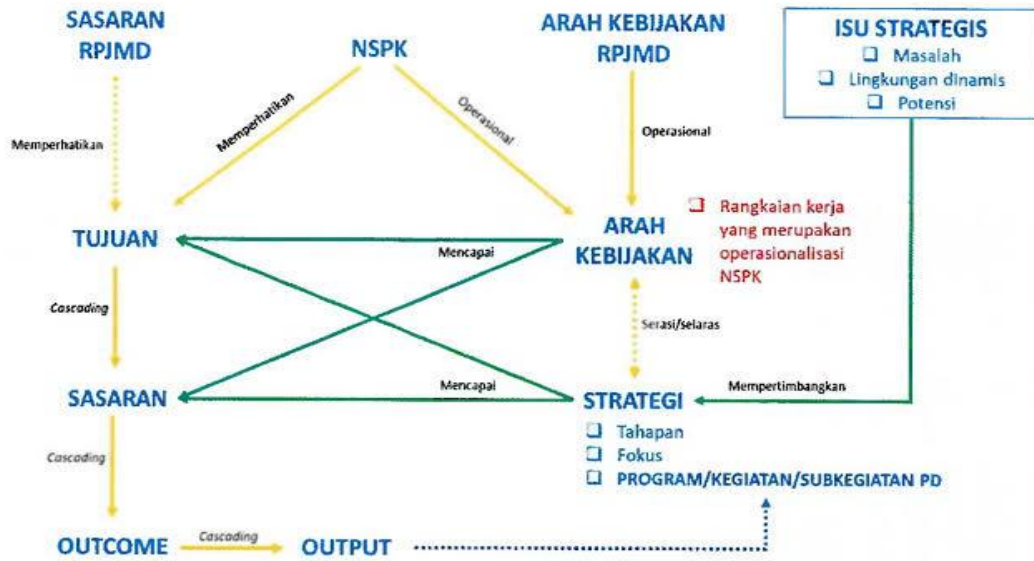 SASARAN
RPJMD
NSPK
ARAH KEBIJAKAN
RPJMD
ISU STRATEGIS
Masalah
Lingkungan dinamis
Potensi
Memperhatikan
Memperhatikan
Operasional
Operasional
TUJUAN
Mencapai
ARAH
KEBIJAKAN
Rangkaian kerja
yang merupakan
operasionalisasi
NSPK
Cascading
Serasi/selaras
SASARAN
Mencapai
STRATEGI
Mempertimbangkan
Tahapan
Fokus
PROGRAM/KEGIATAN/SUBKEGIATAN PD
Cascading
OUTCOME
Cascading
OUTPUT